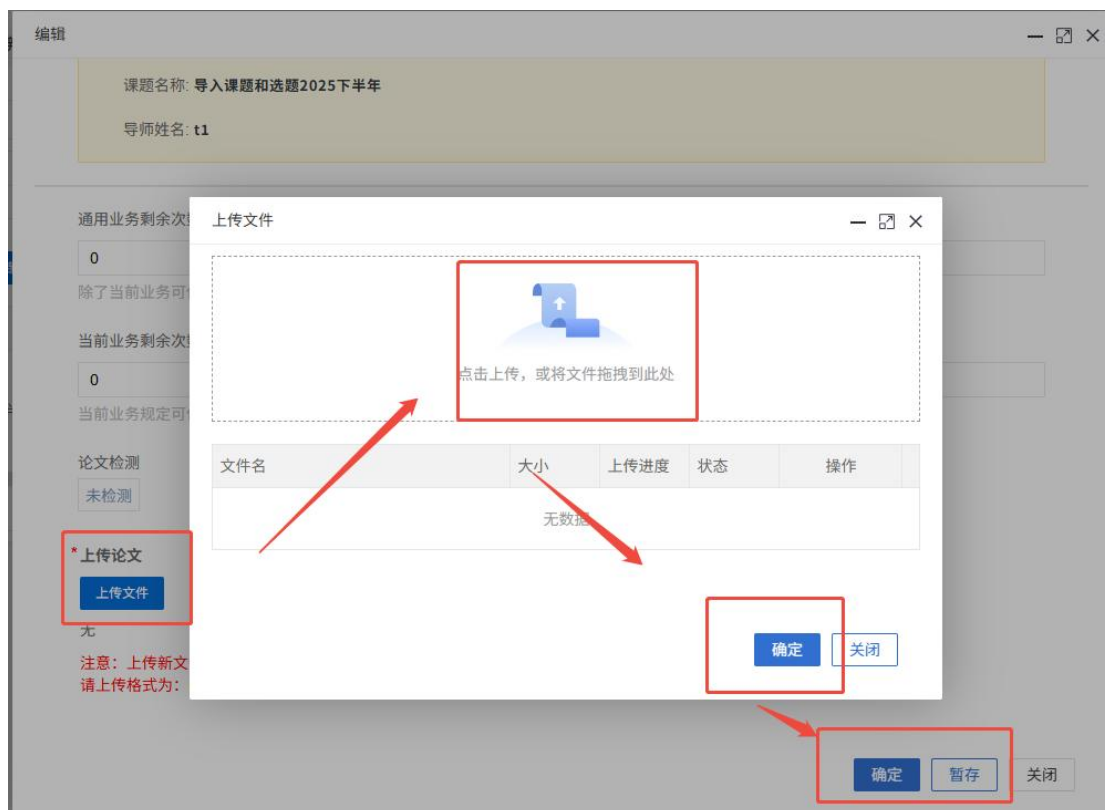 编辑
课题名称: 导入课题和选题2025下半年
导师姓名: t1
通用业务剩余次
上传文件
0
除了当前业务可
点击上传，或将文件拖拽到此处
当前业务剩余次
0
当前业务规定可
论文检测
文件名 大小 上传进度 状态 操作
未检测
无数据
*上传论文
上传文件
无
确定 关闭
注意：上传新文
请上传格式为：
确定 暂存 关闭